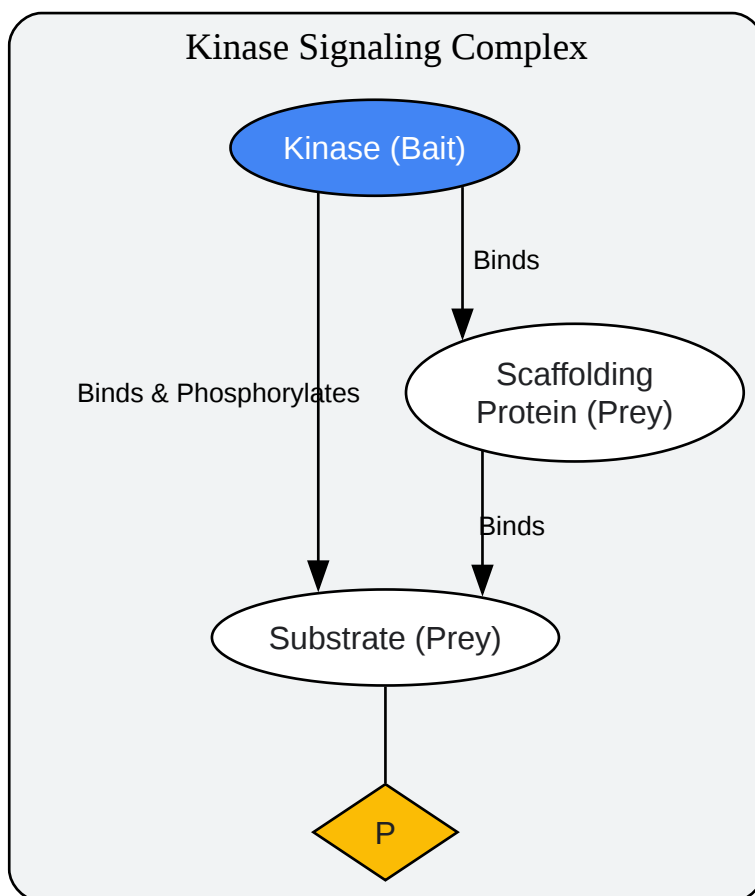 Kinase Signaling Complex
Kinase (Bait)
Binds
Binds & Phosphorylates
Scaffolding
Protein (Prey)
Binds
Substrate (Prey)
P